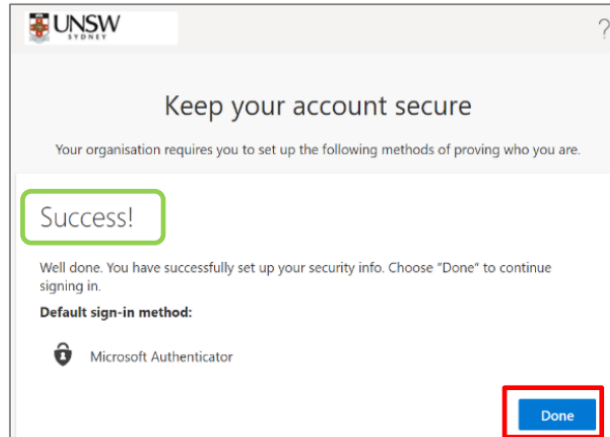 UNSW
SYDNEY
?
Keep your account secure
Your organisation requires you to set up the following methods of proving who you are.
Success!
Well done. You have successfully set up your security info. Choose "Done" to continue
signing in.
Default sign-in method:
Microsoft Authenticator
Done